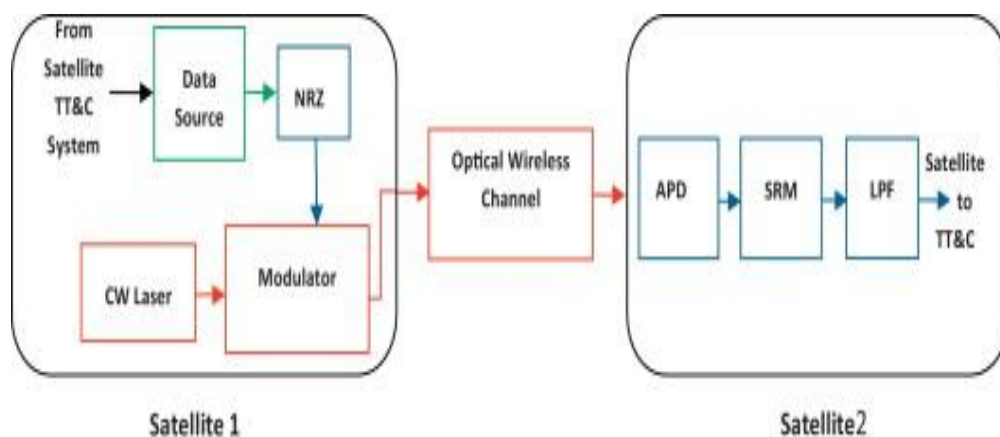 From
Satellite
TT&C
System
Data
Source
NRZ
CW Laser
Modulator
Optical Wireless
Channel
APD
SRM
LPF
Satellite
to
TT&C
Satellite 1
Satellite2